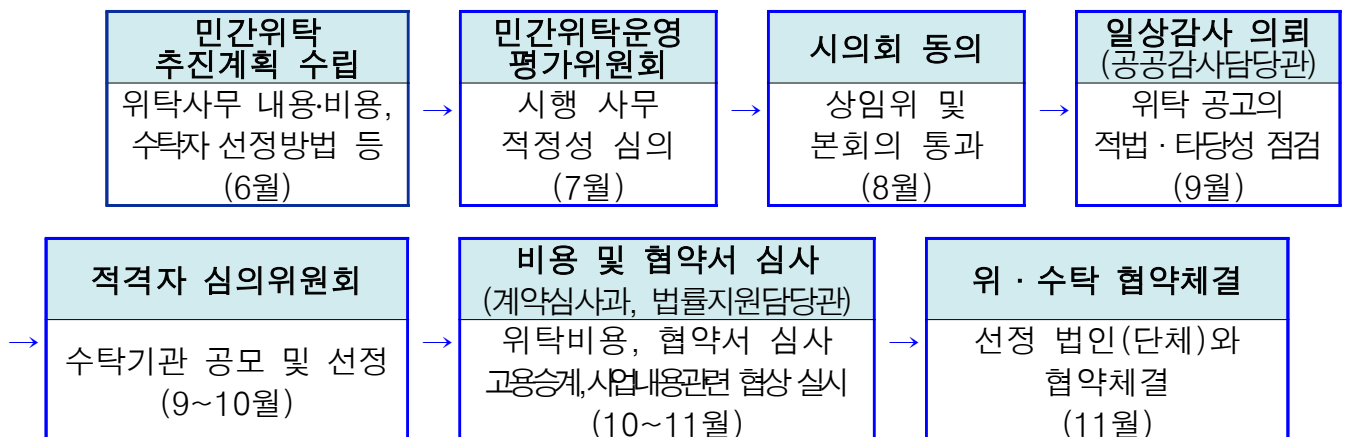 민간위탁
추진계획 수립
위탁사무 내용·비용,
수탁자 선정방법 등
(6월)
→
민간위탁운영
평가위원회
시행 사무
적정성 심의
(7월)
→
시의회 동의
상임위 및
본회의 통과
(8월)
→
일상감사 의뢰
(공공감사담당관)
위탁 공고의
적법·타당성 점검
(9월)
→
적격자 심의위원회
수탁기관 공모 및 선정
(9~10월)
→
비용 및 협약서 심사
(계약심사과, 법률지원담당관)
위탁비용, 협약서 심사
고용승계,사업내용관련 협상 실시
(10~11월)
→
위·수탁 협약체결
선정 법인(단체)와
협약체결
(11월)